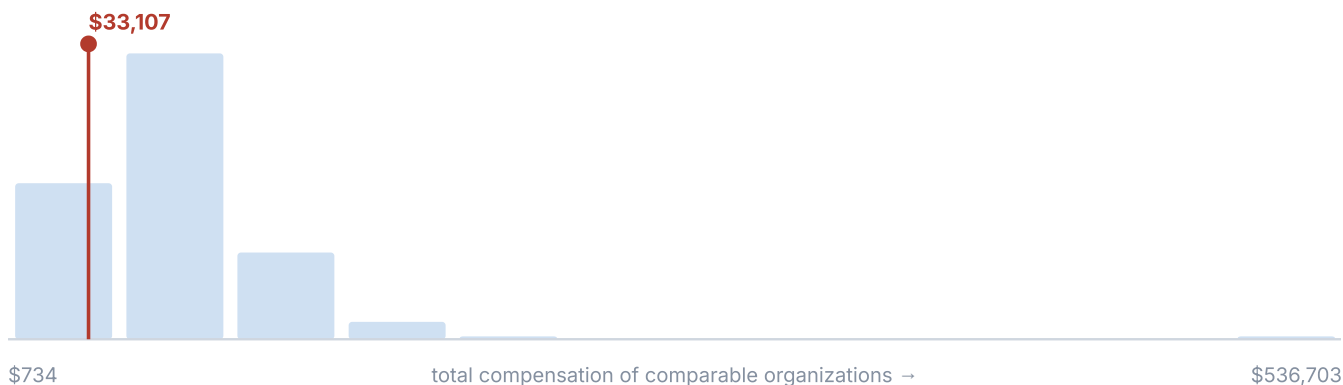 $33,107
$734
total compensation of comparable organizations →
$536,703